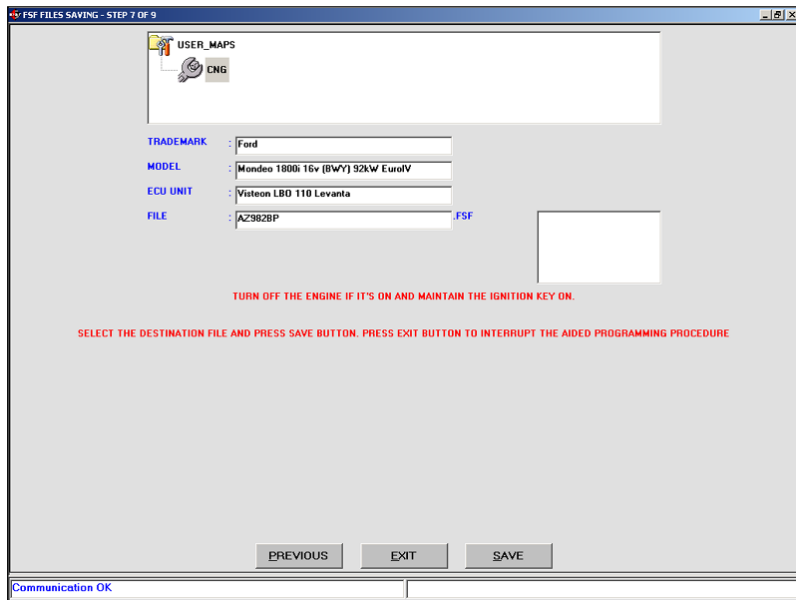 FSF FILES SAVING - STEP 7 OF 9
USER_MAPS
CNG
TRADEMARK : Ford
MODEL : Mondeo 1800i 16v (BWY) 92kW EuroIV
ECU UNIT : Visteon LBO 110 Levanta
FILE : AZ982BP .FSF
TURN OFF THE ENGINE IF IT'S ON AND MAINTAIN THE IGNITION KEY ON.
SELECT THE DESTINATION FILE AND PRESS SAVE BUTTON. PRESS EXIT BUTTON TO INTERRUPT THE AIDED PROGRAMMING PROCEDURE
PREVIOUS EXIT SAVE
Communication OK